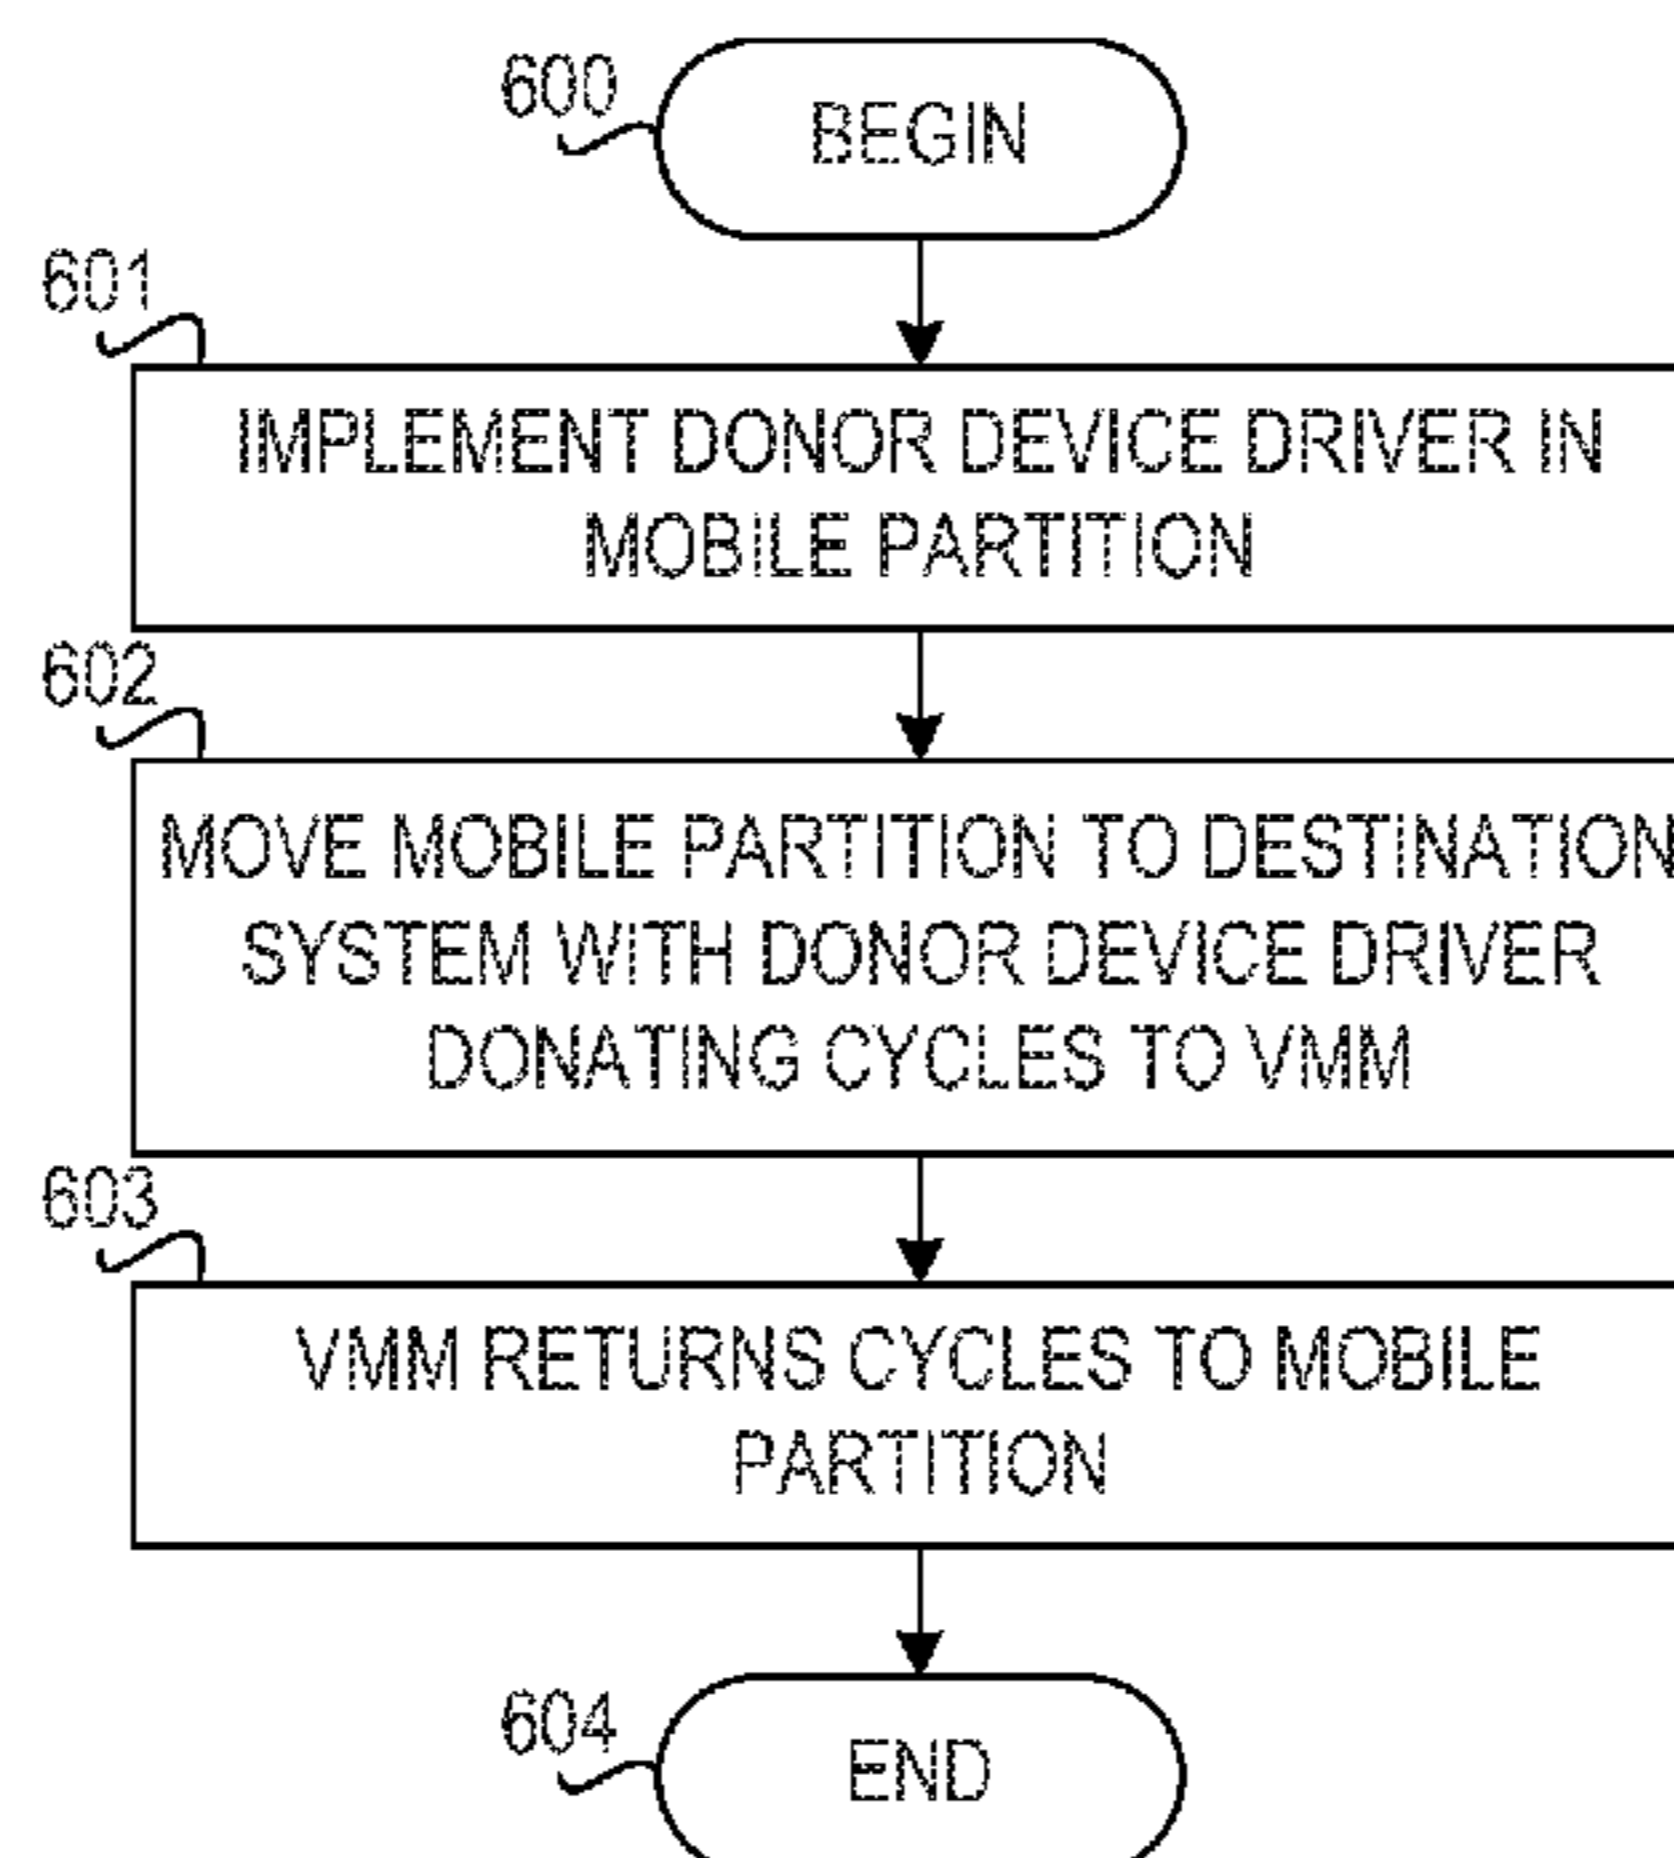 600
BEGIN
601
IMPLEMENT DONOR DEVICE DRIVER IN
MOBILE PARTITION
602
MOVE MOBILE PARTITION TO DESTINATION
SYSTEM WITH DONOR DEVICE DRIVER
DONATING CYCLES TO VMM
603
VMM RETURNS CYCLES TO MOBILE
PARTITION
604
END